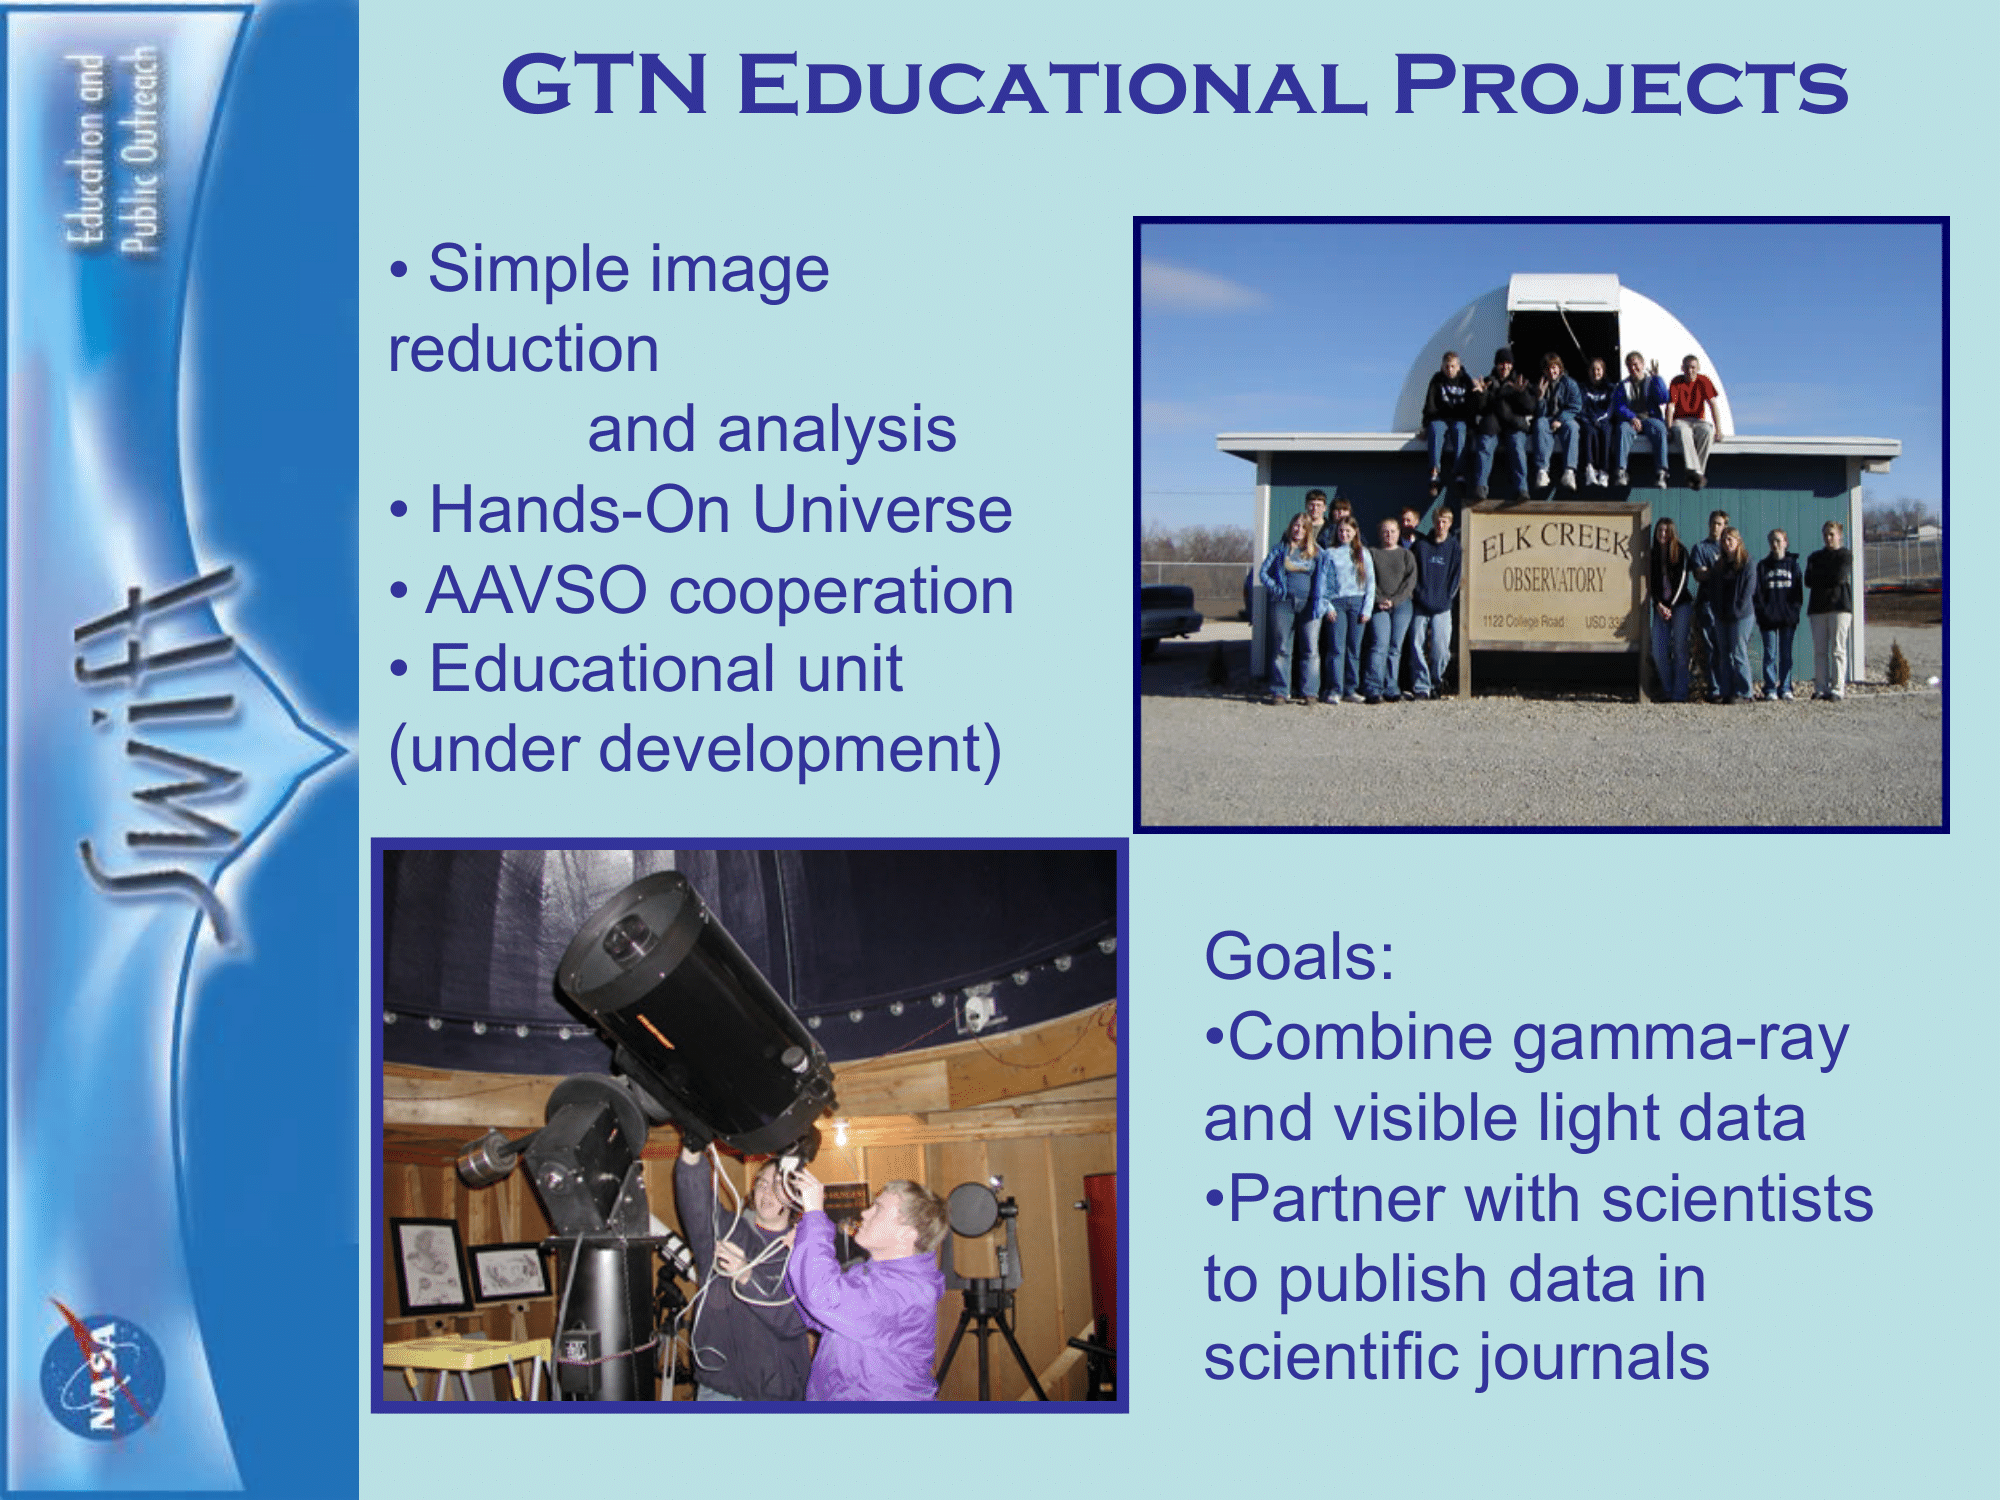 GTN EDUCATIONAL PROJECTS
Education and
Public Outreach
Swift
NASA
• Simple image
reduction
and analysis
• Hands-On Universe
• AAVSO cooperation
• Educational unit
(under development)
ELK CREEK
OBSERVATORY
1122 College Road USD
Goals:
•Combine gamma-ray
and visible light data
•Partner with scientists
to publish data in
scientific journals